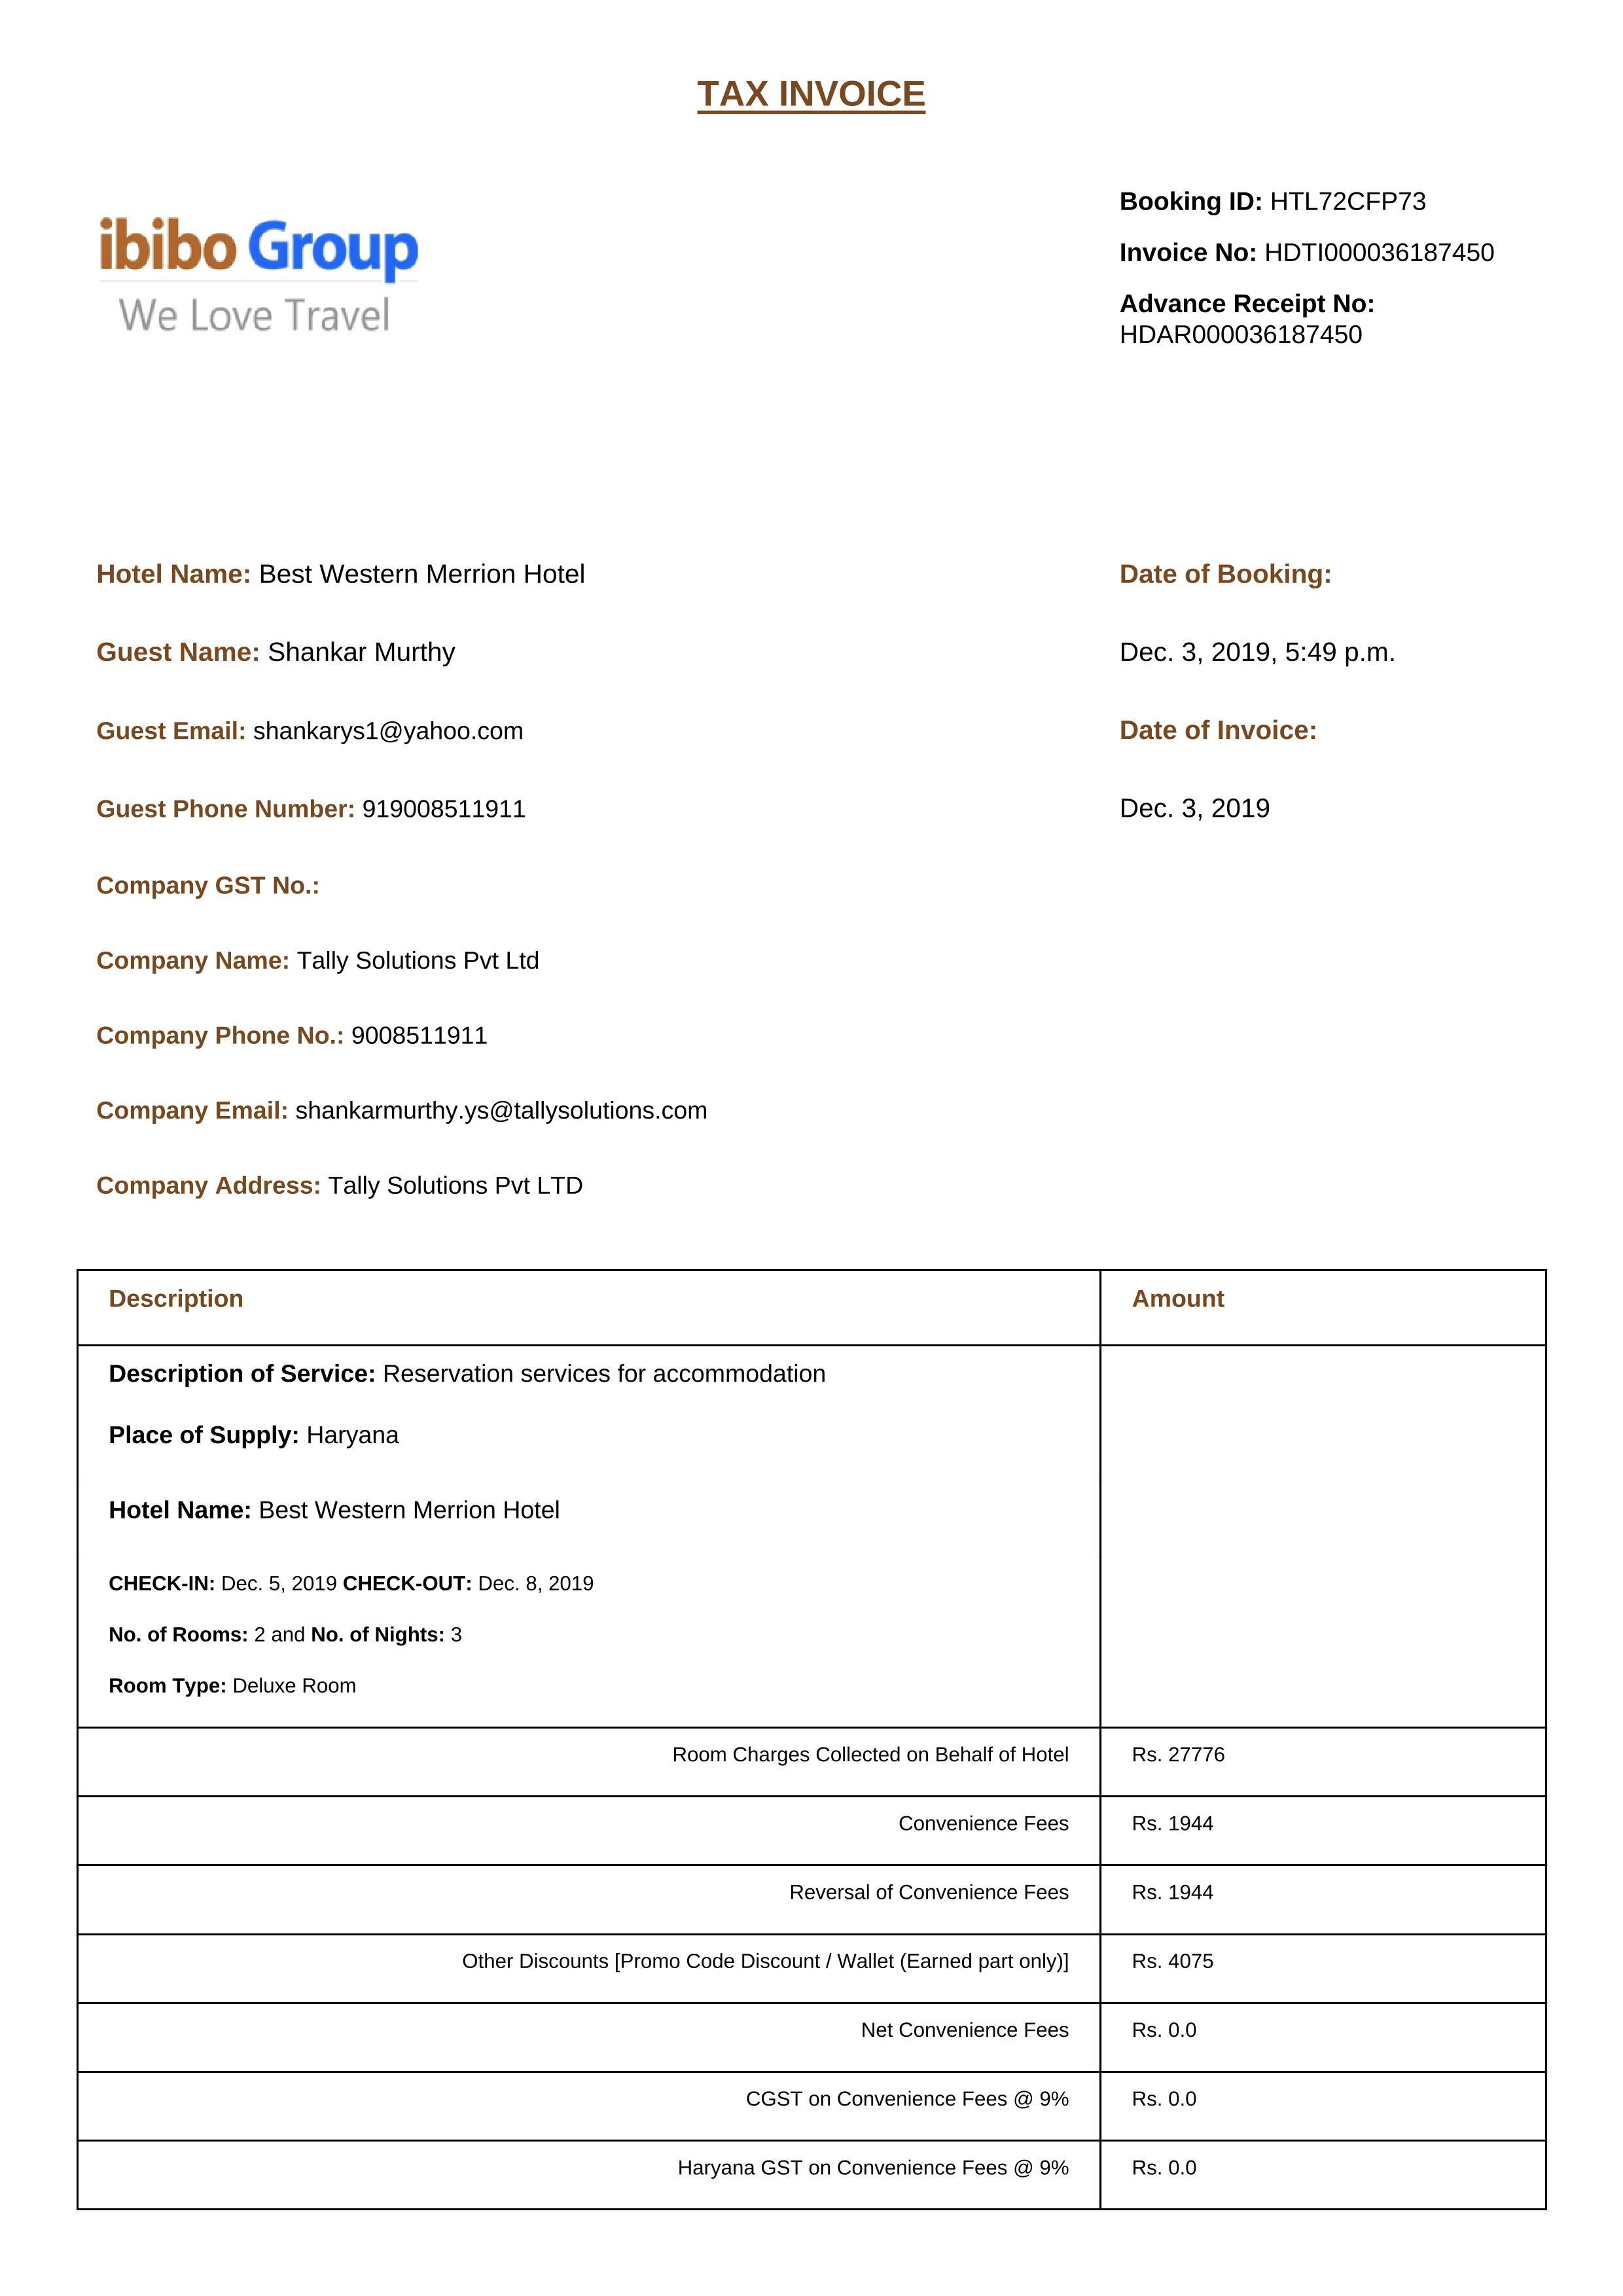 TAX INVOICE
ibibo Group
We Love Travel
Booking ID: HTL72CFP73
Invoice No: HDTI000036187450
Advance Receipt No:
HDAR000036187450
Hotel Name: Best Western Merrion Hotel
Date of Booking:
Guest Name: Shankar Murthy
Dec. 3, 2019, 5:49 p.m.
Guest Email: shankarys1@yahoo.com
Date of Invoice:
Guest Phone Number: 919008511911
Dec. 3, 2019
Company GST No.:
Company Name: Tally Solutions Pvt Ltd
Company Phone No.: 9008511911
Company Email: shankarmurthy.ys@tallysolutions.com
Company Address: Tally Solutions Pvt LTD
Description Amount
Description of Service: Reservation services for accommodation
Place of Supply: Haryana
Hotel Name: Best Western Merrion Hotel
CHECK-IN: Dec. 5, 2019 CHECK-OUT: Dec. 8, 2019
No. of Rooms: 2 and No. of Nights: 3
Room Type: Deluxe Room
Room Charges Collected on Behalf of Hotel Rs. 27776
Convenience Fees Rs. 1944
Reversal of Convenience Fees Rs. 1944
Other Discounts [Promo Code Discount / Wallet (Earned part only)] Rs. 4075
Net Convenience Fees Rs. 0.0
CGST on Convenience Fees @ 9% Rs. 0.0
Haryana GST on Convenience Fees @ 9% Rs. 0.0